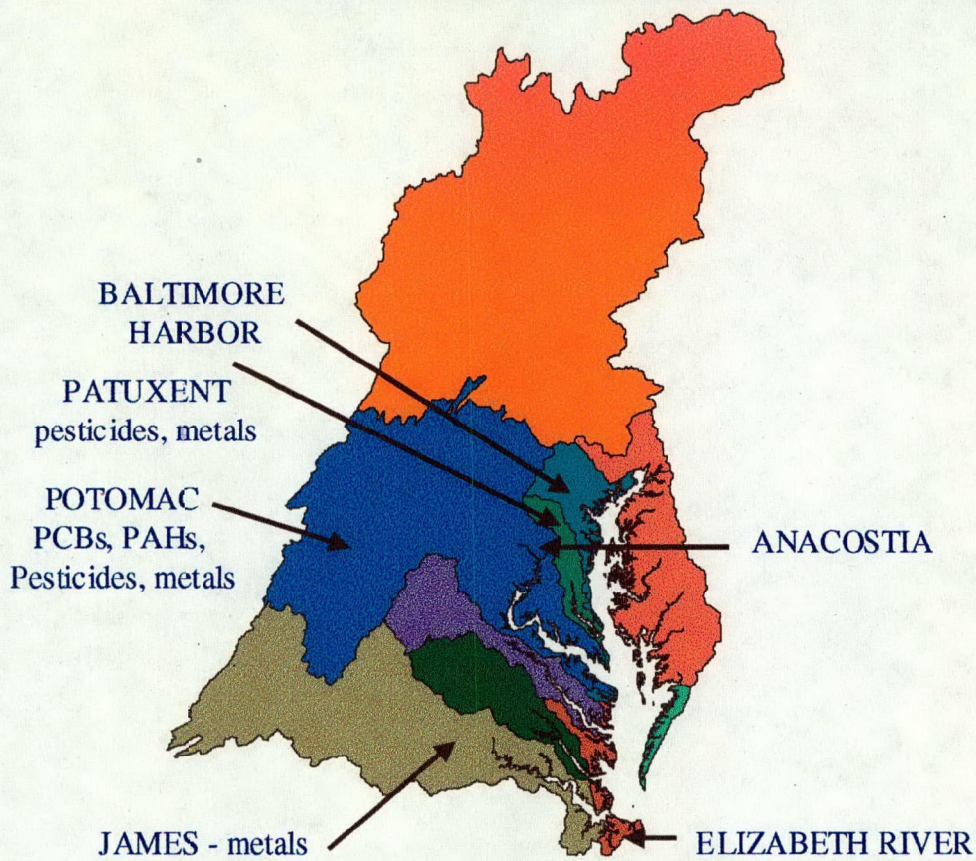 BALTIMORE
HARBOR
PATUXENT
pesticides, metals
POTOMAC
PCBs, PAHs,
Pesticides, metals
ANACOSTIA
JAMES - metals
ELIZABETH RIVER